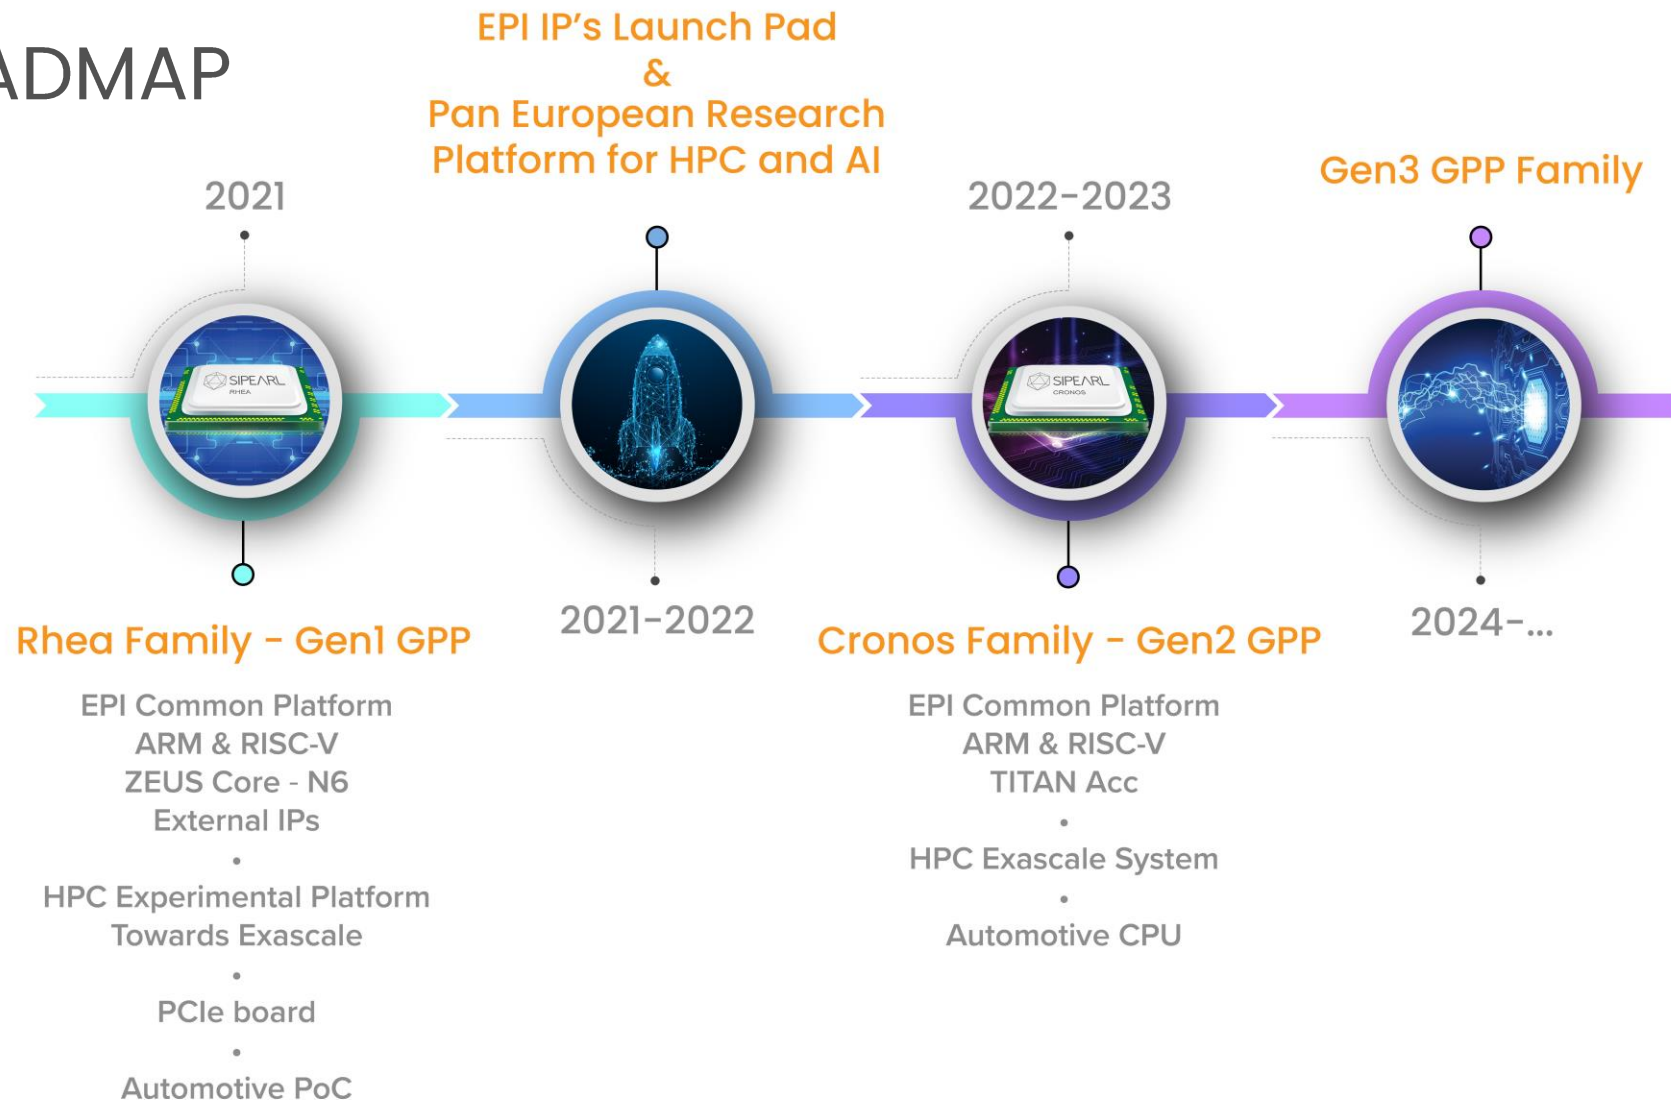 ADMAP
2021
SIPEARL
RHEA
Rhea Family - Gen1 GPP
EPI Common Platform
ARM & RISC-V
ZEUS Core - N6
External IPs
•
HPC Experimental Platform
Towards Exascale
•
PCIe board
•
Automotive PoC
EPI IP's Launch Pad
&
Pan European Research
Platform for HPC and AI
2021-2022
2022-2023
SIPEARL
CRONOS
Cronos Family - Gen2 GPP
EPI Common Platform
ARM & RISC-V
TITAN Acc
•
HPC Exascale System
•
Automotive CPU
Gen3 GPP Family
2024-...